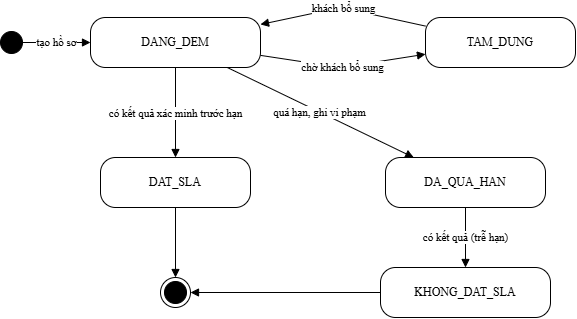 khách bổ sung
tạo hồ sơ
DANG_DEM
TAM_DUNG
chờ khách bổ sung
có kết quả xác minh trước hạn
quá hạn, ghi vi phạm
DAT_SLA
DA_QUA_HAN
có kết quả (trễ hạn)
KHONG_DAT_SLA